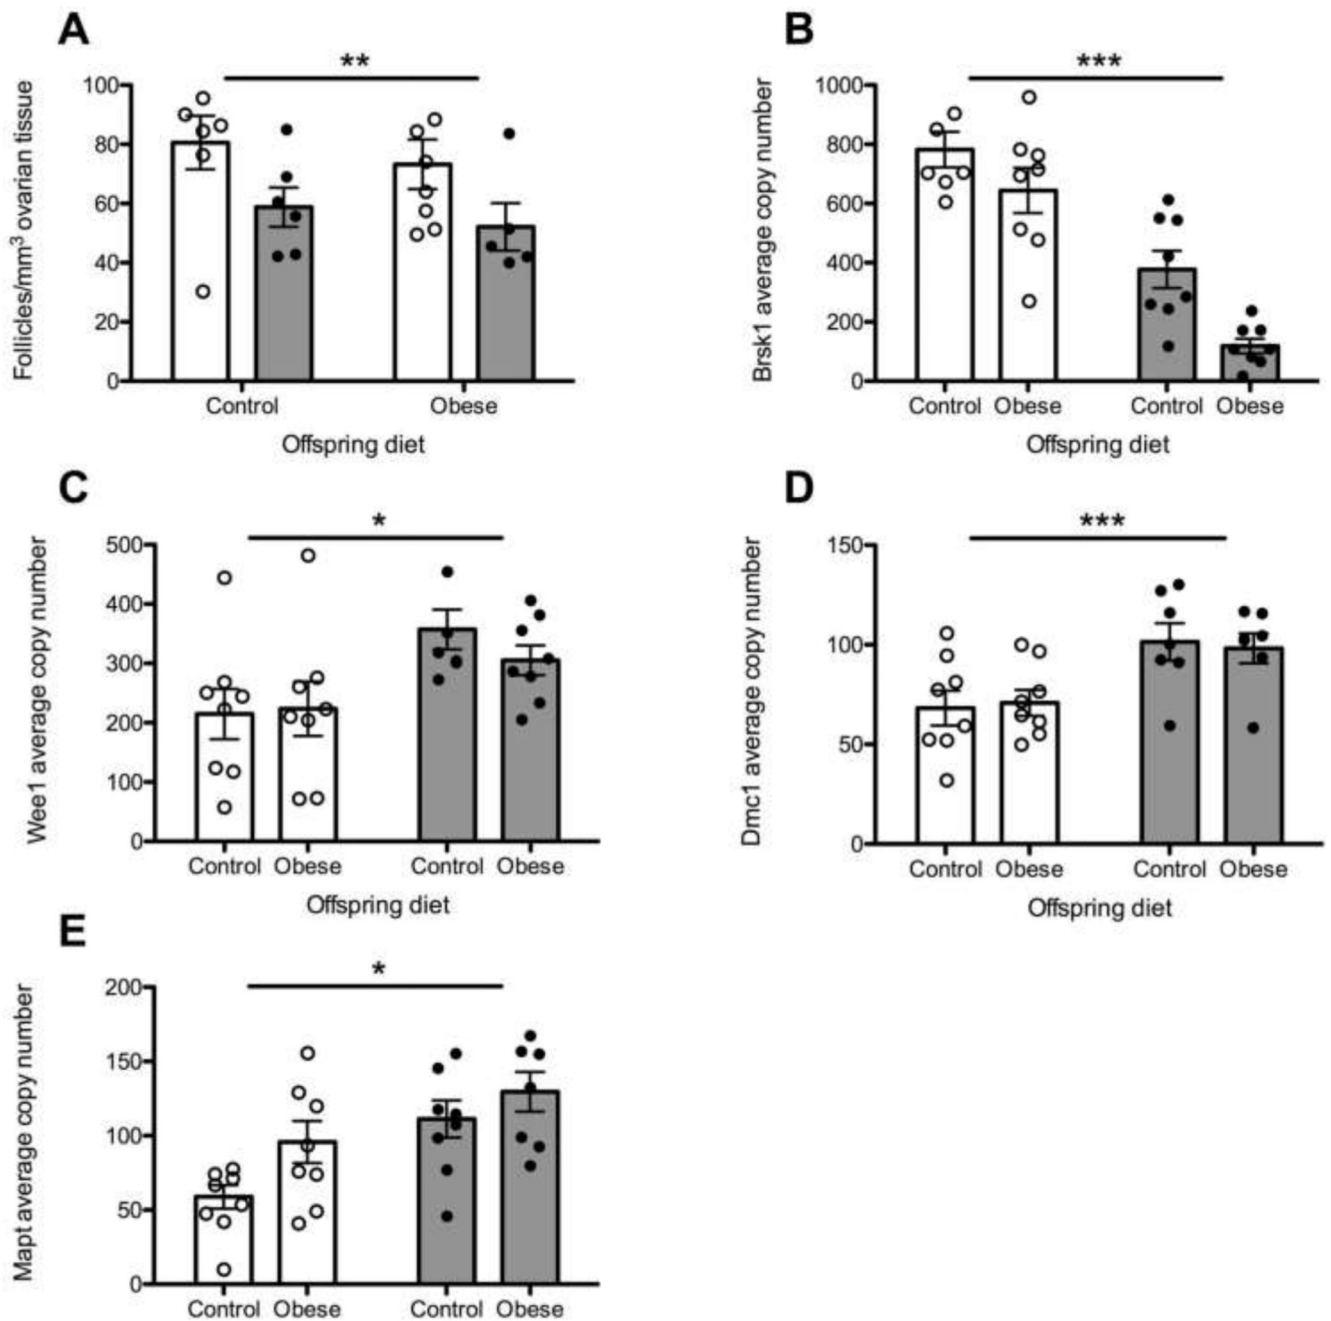 A
**
Follicles/mm³ ovarian tissue
100
80
60
40
20
0
Control Obese
Offspring diet
B
***
Brsk1 average copy number
1000
800
600
400
200
0
Control Obese Control Obese
Offspring diet
C
*
Wee1 average copy number
500
400
300
200
100
0
Control Obese Control Obese
Offspring diet
D
***
Dmc1 average copy number
150
100
50
0
Control Obese Control Obese
Offspring diet
E
*
Mapt average copy number
200
150
100
50
0
Control Obese Control Obese